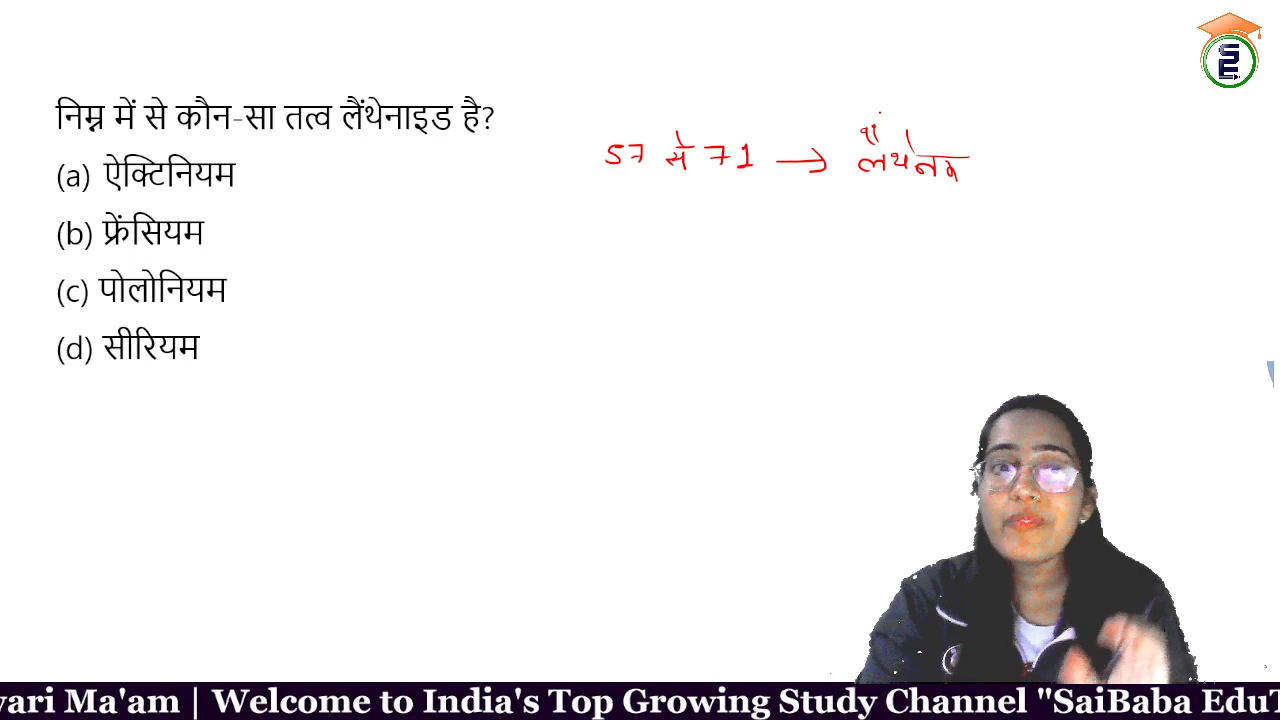 निम्न में से कौन-सा तत्व लैंथेनाइड है?
(a) ऐक्टिनियम
(b) फ्रेंसियम
(c) पोलोनियम
(d) सीरियम
57 से 71 →
vari Ma'am | Welcome to India's Top Growing Study Channel "SaiBaba EduT